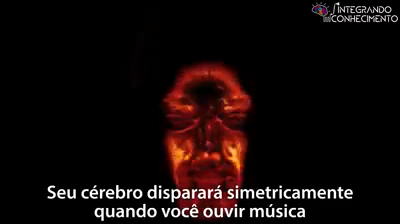 INTEGRANDO
CONHECIMENTO
Seu cérebro disparará simetricamente
quando você ouvir música